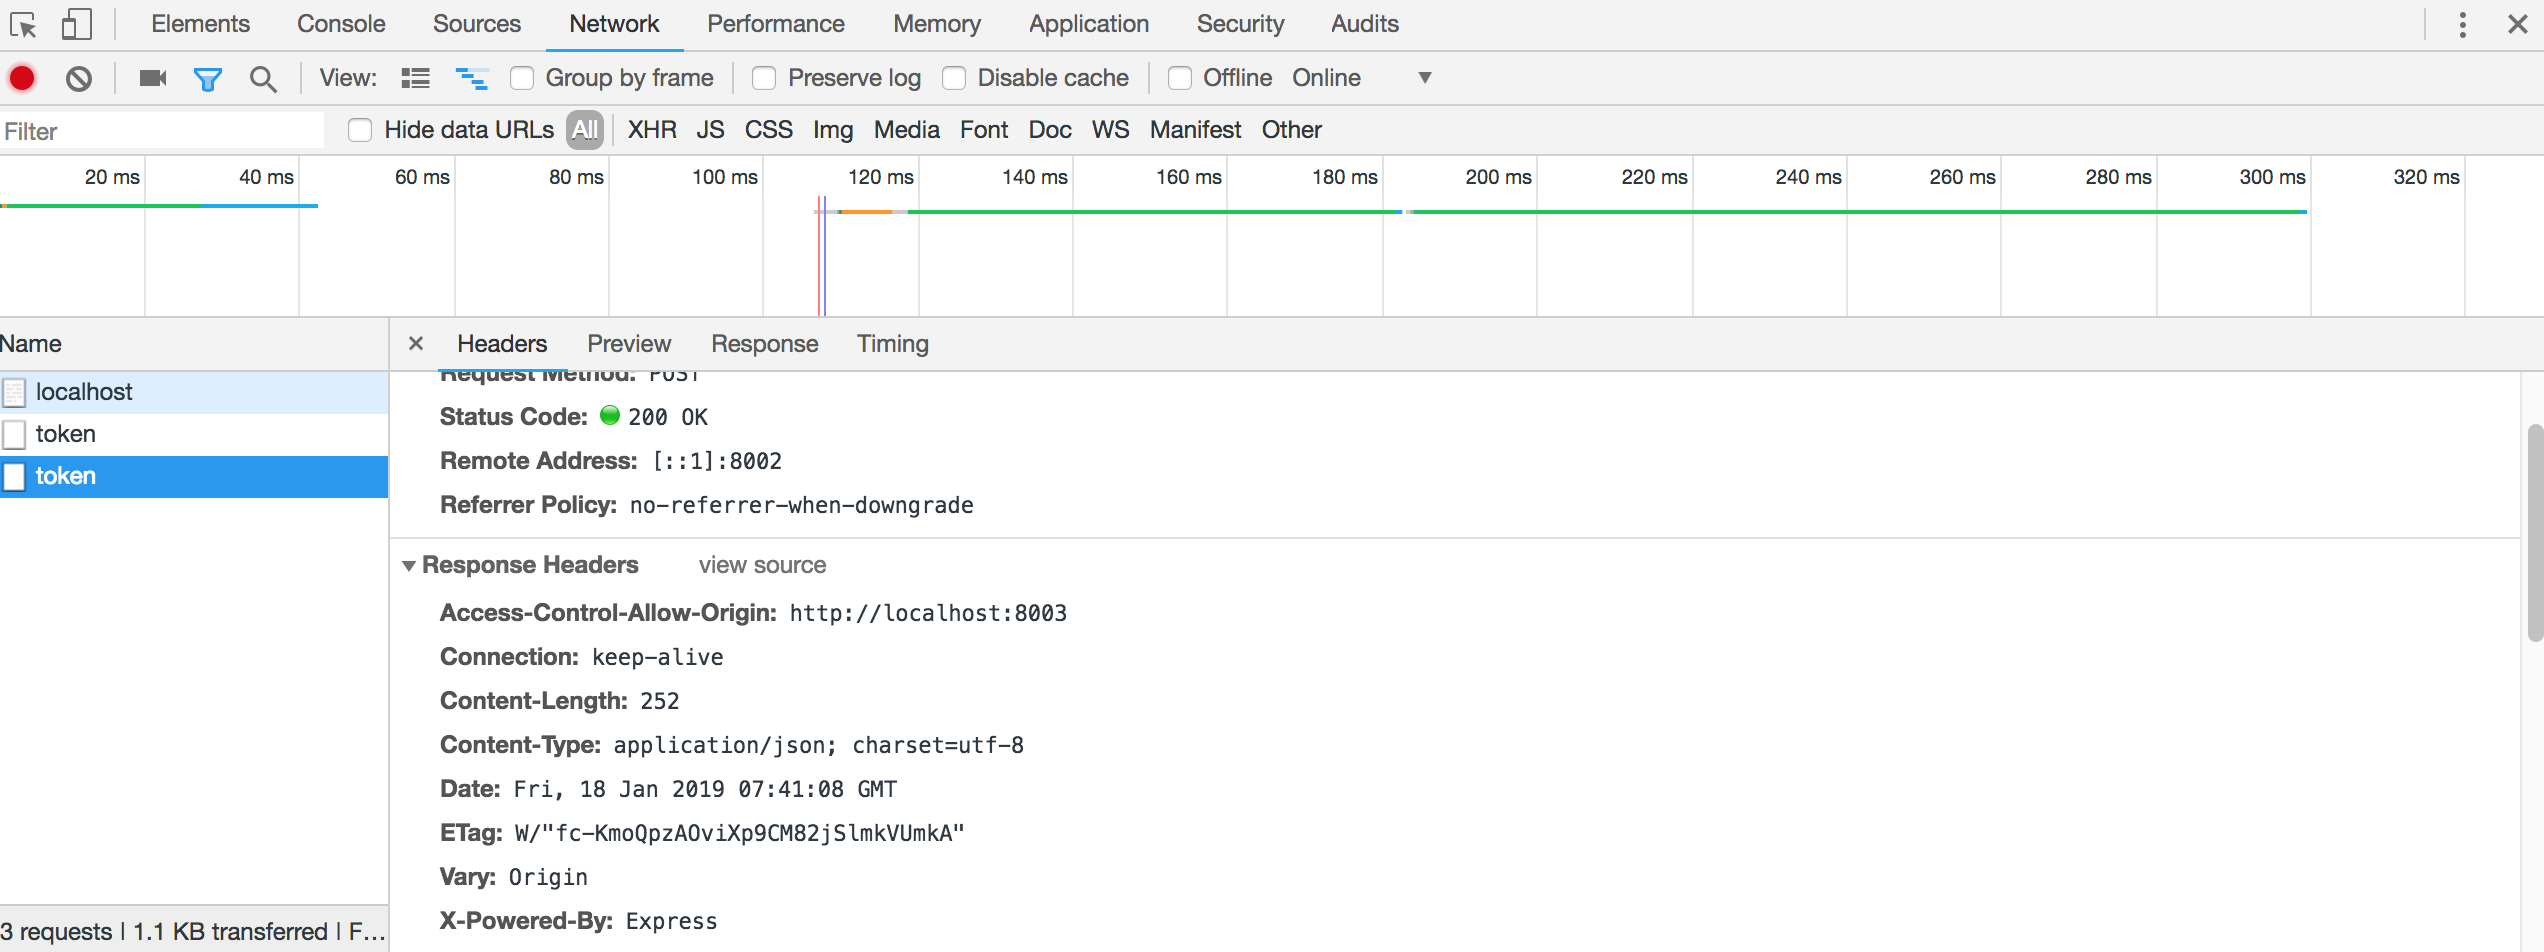 Elements Console Sources Network Performance Memory Application Security Audits
View: Group by frame Preserve log Disable cache Offline Online
Filter Hide data URLs All XHR JS CSS Img Media Font Doc WS Manifest Other
20 ms 40 ms 60 ms 80 ms 100 ms 120 ms 140 ms 160 ms 180 ms 200 ms 220 ms 240 ms 260 ms 280 ms 300 ms 320 ms
Name
localhost
token
token
3 requests | 1.1 KB transferred | F...
Headers Preview Response Timing
Request Method: POST
Status Code: 200 OK
Remote Address: [::1]:8002
Referrer Policy: no-referrer-when-downgrade
Response Headers view source
Access-Control-Allow-Origin: http://localhost:8003
Connection: keep-alive
Content-Length: 252
Content-Type: application/json; charset=utf-8
Date: Fri, 18 Jan 2019 07:41:08 GMT
ETag: W/"fc-KmoQpzAOviXp9CM82jSlmkVUmkA"
Vary: Origin
X-Powered-By: Express